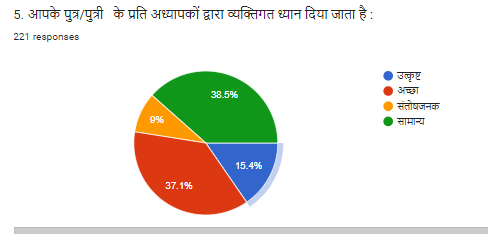 5. आपके पुत्र/पुत्री के प्रति अध्यापकों द्वारा व्यक्तिगत ध्यान दिया जाता है :
221 responses
38.5%
9%
15.4%
37.1%
उत्कृष्ट
अच्छा
संतोषजनक
सामान्य